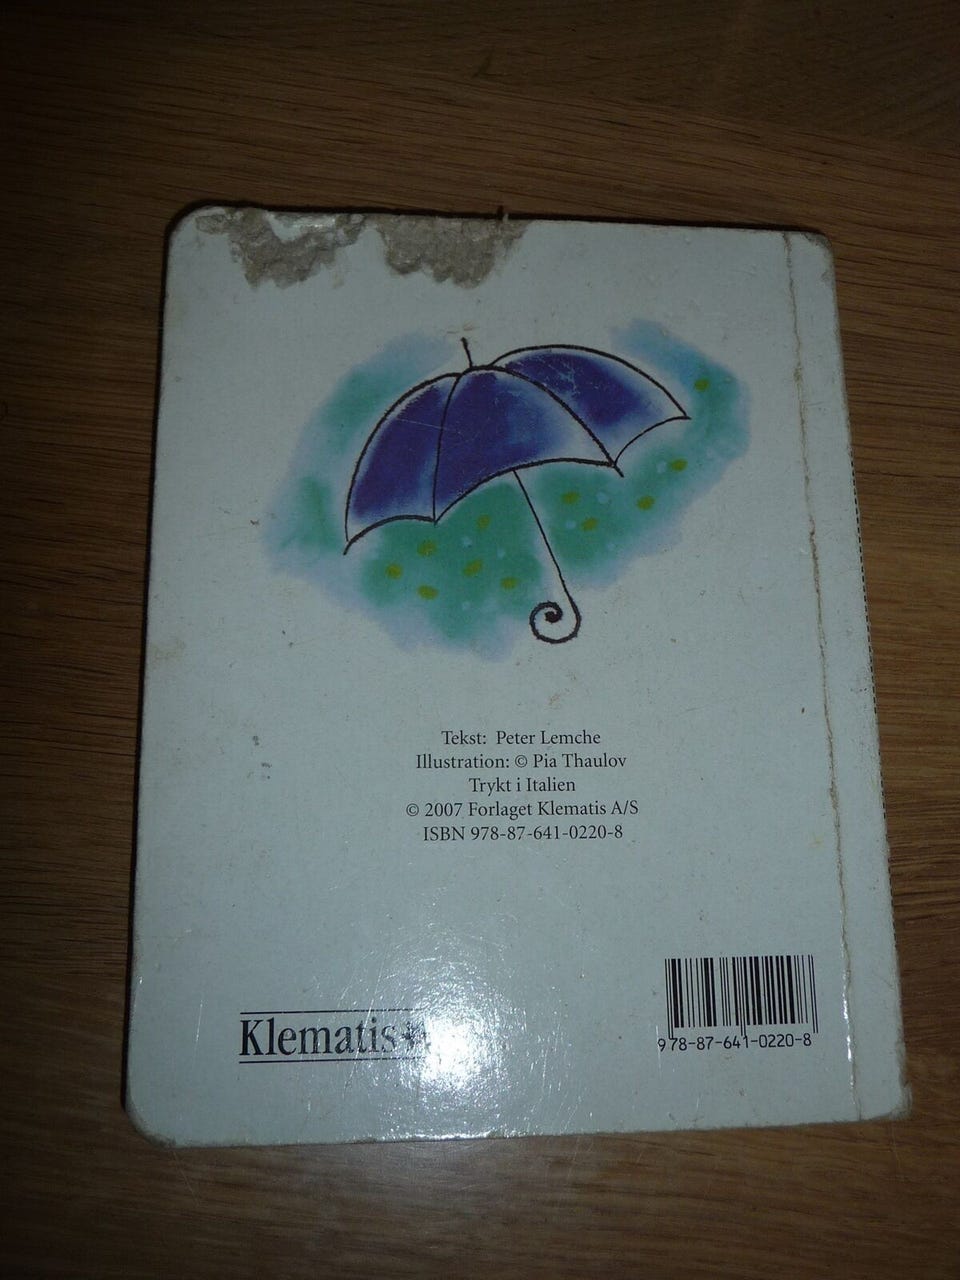 Tekst: Peter Lemche
Illustration: © Pia Thaulov
Trykt i Italien
© 2007 Forlaget Klematis A/S
ISBN 978-87-641-0220-8
Klematis
978-87-641-0220-8